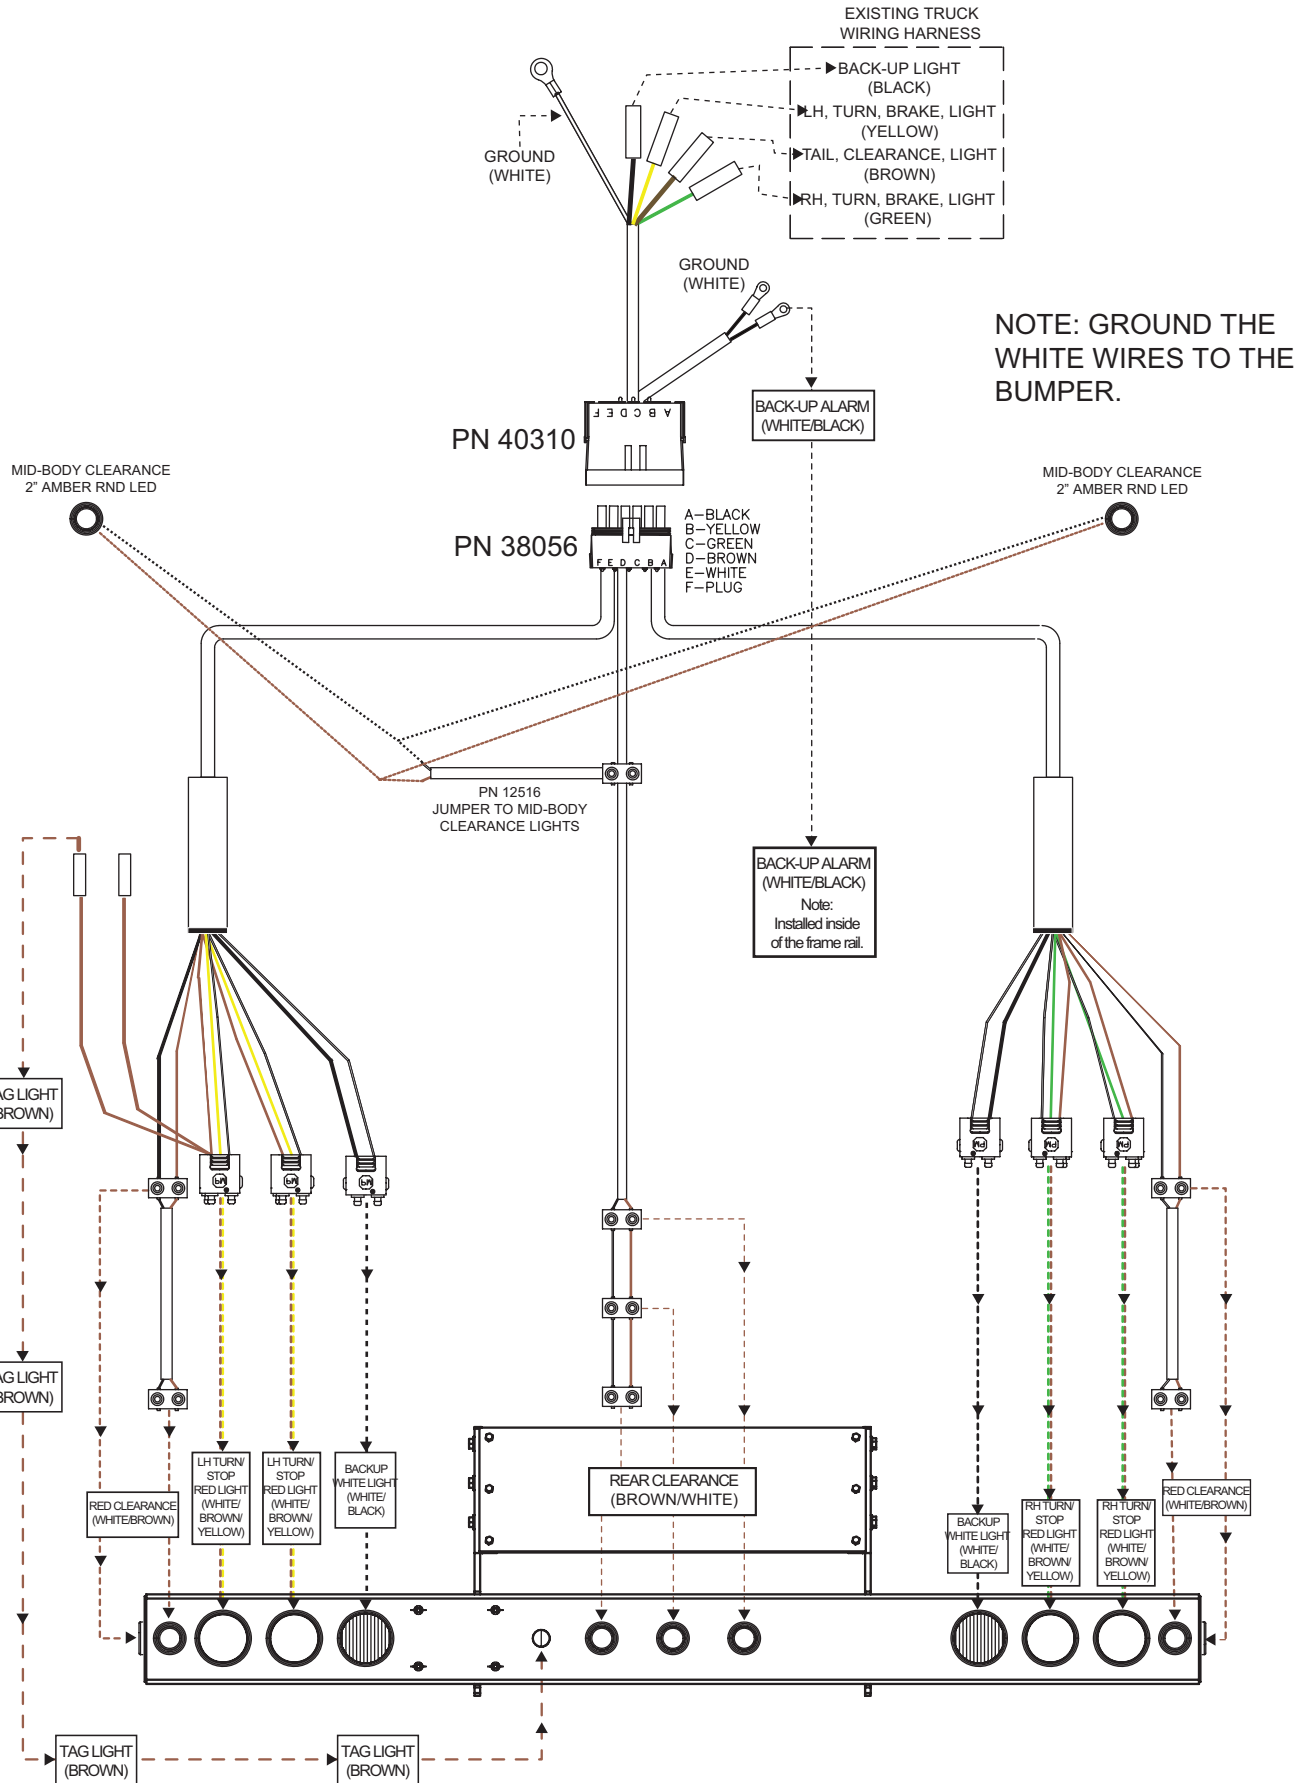 EXISTING TRUCK
WIRING HARNESS
BACK-UP LIGHT
(BLACK)
LH, TURN, BRAKE, LIGHT
(YELLOW)
TAIL, CLEARANCE, LIGHT
(BROWN)
RH, TURN, BRAKE, LIGHT
(GREEN)
GROUND
(WHITE)
GROUND
(WHITE)
NOTE: GROUND THE
WHITE WIRES TO THE
BUMPER.
BACK-UP ALARM
(WHITE/BLACK)
F E D C B A
PN 40310
MID-BODY CLEARANCE
2" AMBER RND LED
MID-BODY CLEARANCE
2" AMBER RND LED
PN 38056
F E D C B A
A-BLACK
B-YELLOW
C-GREEN
D-BROWN
E-WHITE
F-PLUG
PN 12516
JUMPER TO MID-BODY
CLEARANCE LIGHTS
BACK-UP ALARM
(WHITE/BLACK)
Note:
Installed inside
of the frame rail.
AG LIGHT
BROWN)
PM
PM
PM
PM
PM
PM
AG LIGHT
BROWN)
RED CLEARANCE
(WHITE/BROWN)
LH TURN/
STOP
RED LIGHT
(WHITE/
BROWN/
YELLOW)
LH TURN/
STOP
RED LIGHT
(WHITE/
BROWN/
YELLOW)
BACKUP
WHITE LIGHT
(WHITE/
BLACK)
REAR CLEARANCE
(BROWN/WHITE)
BACKUP
WHITE LIGHT
(WHITE/
BLACK)
RH TURN/
STOP
RED LIGHT
(WHITE/
BROWN/
YELLOW)
RH TURN/
STOP
RED LIGHT
(WHITE/
BROWN/
YELLOW)
RED CLEARANCE
(WHITE/BROWN)
TAG LIGHT
(BROWN)
TAG LIGHT
(BROWN)